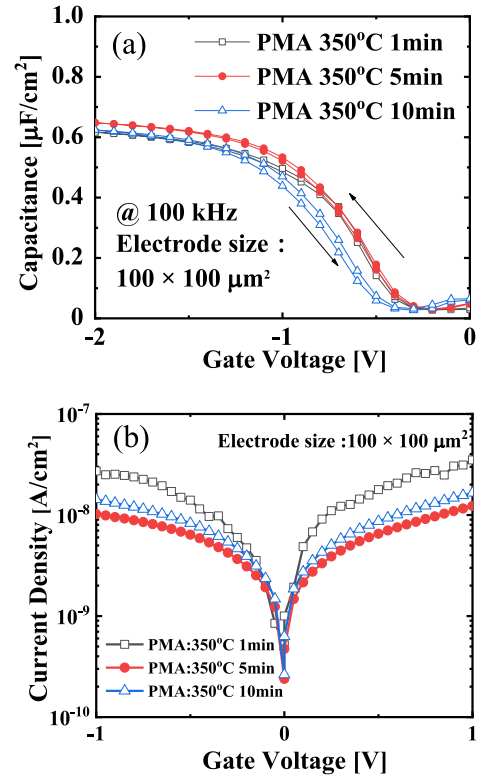 (a)
PMA 350°C 1min
PMA 350°C 5min
PMA 350°C 10min
Capacitance [μF/cm²]
1.0
0.8
0.6
0.4
0.2
0.0
@ 100 kHz
Electrode size :
100 × 100 μm²
-2
-1
0
Gate Voltage [V]
(b)
Electrode size :100 × 100 μm²
Current Density [A/cm²]
10⁻⁷
10⁻⁸
10⁻⁹
10⁻¹⁰
PMA:350°C 1min
PMA:350°C 5min
PMA:350°C 10min
-1
0
1
Gate Voltage [V]